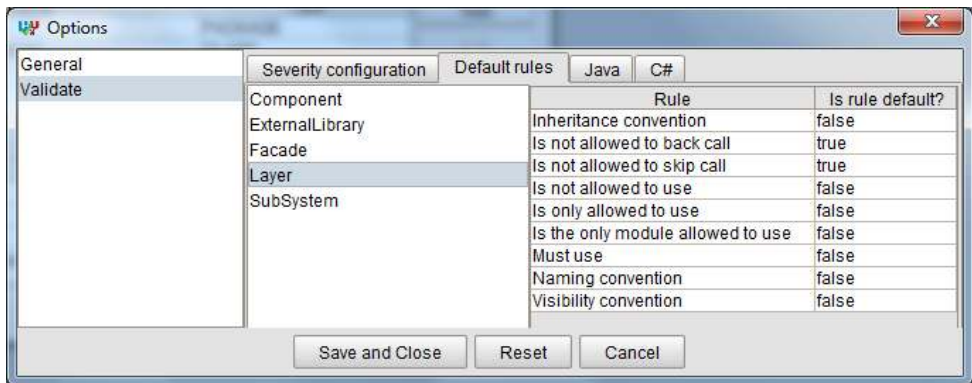 Options
General
Validate
Severity configuration Default rules Java C#
Component
ExternalLibrary
Facade
Layer
SubSystem
Rule Is rule default?
Inheritance convention false
Is not allowed to back call true
Is not allowed to skip call true
Is not allowed to use false
Is only allowed to use false
Is the only module allowed to use false
Must use false
Naming convention false
Visibility convention false
Save and Close Reset Cancel